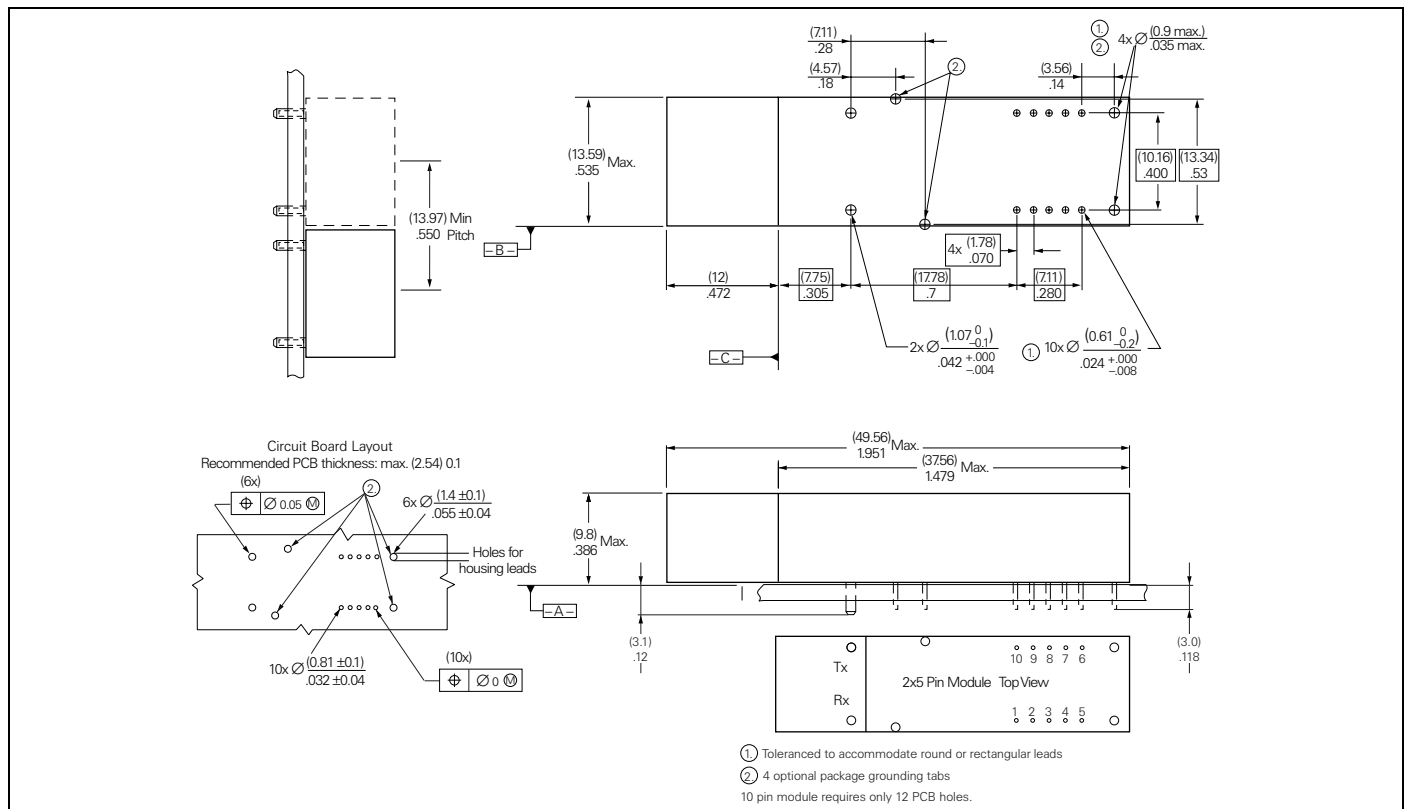 (7.11)
.28
(4.57)
.18
2.
1.
2.
4x Ø (0.9 max.)
.035 max.
(3.56)
.14
(13.59) Max.
.535
(10.16)
.400
(13.34)
.53
(13.97) Min
.550 Pitch
–B–
4x (1.78)
.070
(12)
.472
(7.75)
.305
(17.78)
.7
(7.11)
.280
–C–
2x Ø (1.07 0 –0.1)
.042 +.000 –.004
1. 10x Ø (0.61 0 –0.2)
.024 +.000 –.008
Circuit Board Layout
Recommended PCB thickness: max. (2.54) 0.1
(6x)
⌖ Ø 0.05 Ⓜ
2.
6x Ø (1.4 ±0.1)
.055 ±0.04
Holes for
housing leads
10x Ø (0.81 ±0.1)
.032 ±0.04
(10x)
⌖ Ø 0 Ⓜ
(49.56) Max.
1.951
(37.56) Max.
1.479
(9.8) Max.
.386
–A–
(3.1)
.12
(3.0)
.118
10 9 8 7 6
Tx
2x5 Pin Module Top View
Rx
1 2 3 4 5
1. Toleranced to accommodate round or rectangular leads
2. 4 optional package grounding tabs
10 pin module requires only 12 PCB holes.